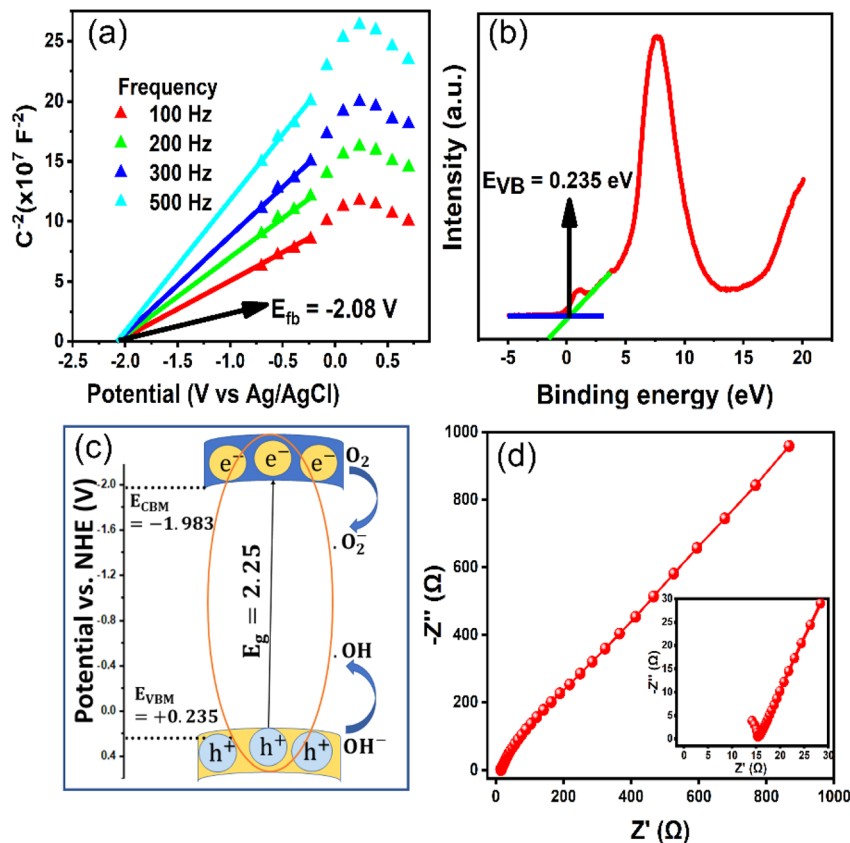 (a)
Frequency
100 Hz
200 Hz
300 Hz
500 Hz
E_fb = -2.08 V
C⁻²(x10⁷ F⁻²)
25
20
15
10
5
0
-2.5 -2.0 -1.5 -1.0 -0.5 0.0 0.5
Potential (V vs Ag/AgCl)
(b)
E_VB = 0.235 eV
Intensity (a.u.)
-5 0 5 10 15 20
Binding energy (eV)
(c)
Potential vs. NHE (V)
-2.0
-1.6
-1.2
-0.8
-0.4
0.0
0.4
E_CBM
= −1.983
E_VBM
= +0.235
e⁻ e⁻ e⁻
O₂
. O₂⁻
E_g = 2.25
. OH
OH⁻
h⁺ h⁺ h⁺
(d)
-Z'' (Ω)
1000
800
600
400
200
0
0 200 400 600 800 1000
Z' (Ω)
-Z'' (Ω)
30
25
20
15
10
5
0
0 5 10 15 20 25 30
Z' (Ω)